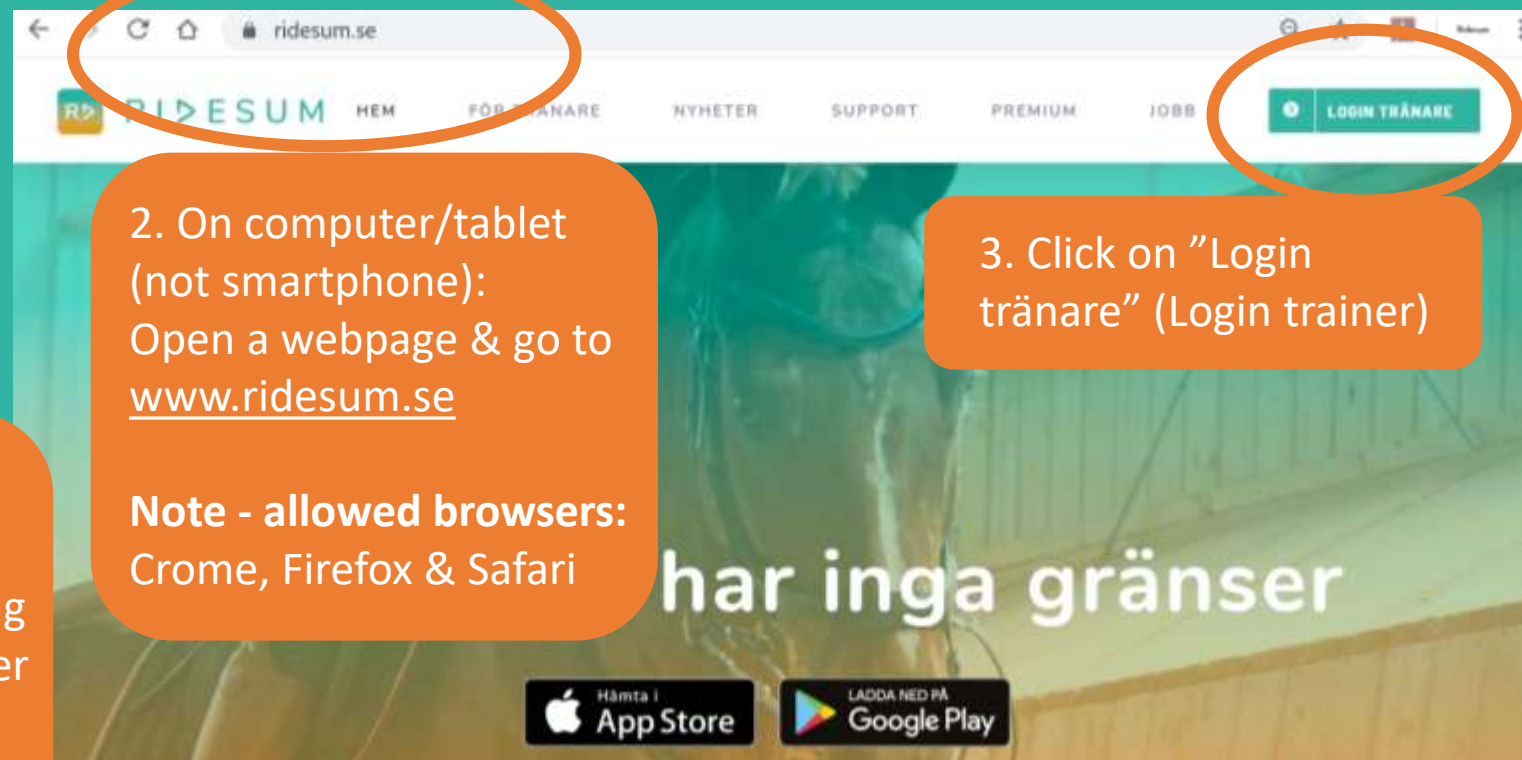 ridesum.se
RIDESUM HEM FÖR TRÄNARE NYHETER SUPPORT PREMIUM JOBB LOGIN TRÄNARE
2. On computer/tablet
(not smartphone):
Open a webpage & go to
www.ridesum.se
Note - allowed browsers:
Crome, Firefox & Safari
3. Click on ”Login
tränare” (Login trainer)
har inga gränser
Hämta i
App Store
LADDA NED PÅ
Google Play